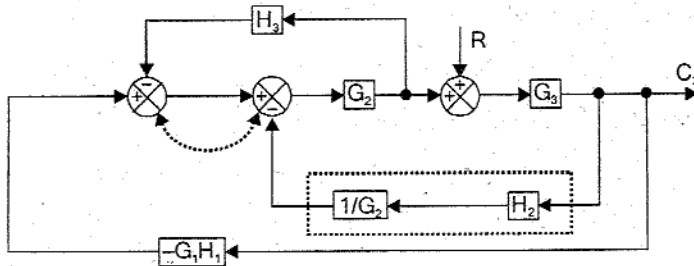 H₃
R
C
− + + − G₂ + + G₃
1/G₂ H₂
−G₁H₁